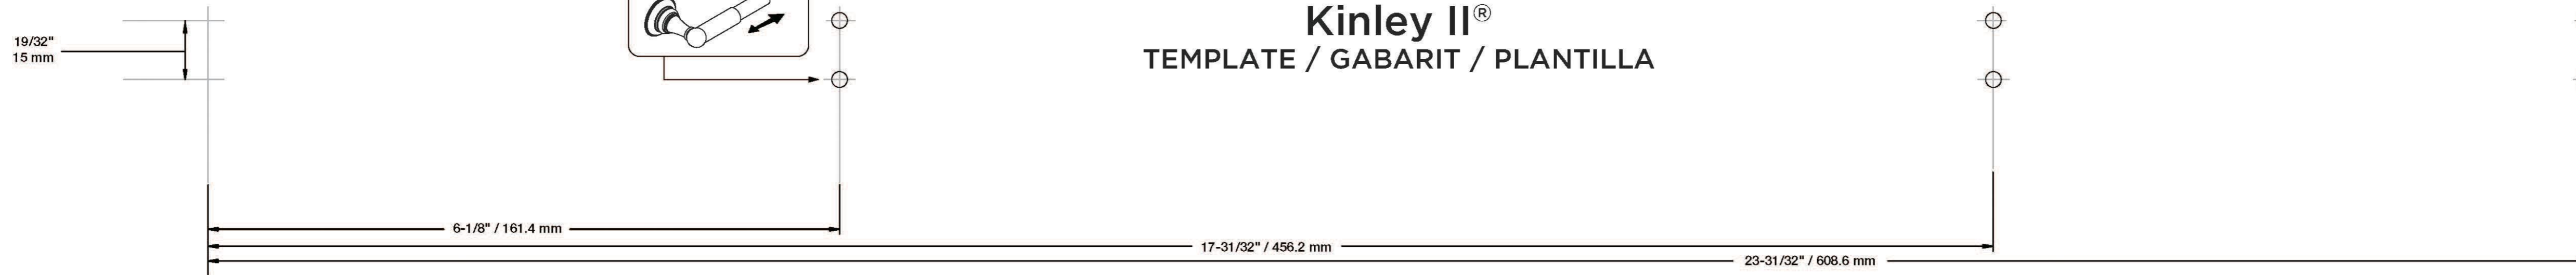 Kinley II®
TEMPLATE / GABARIT / PLANTILLA
19/32"
15 mm
6-1/8" / 161.4 mm
17-31/32" / 456.2 mm
23-31/32" / 608.6 mm